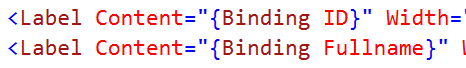 <Label Content="{Binding ID}" Width=
<Label Content="{Binding Fullname}"